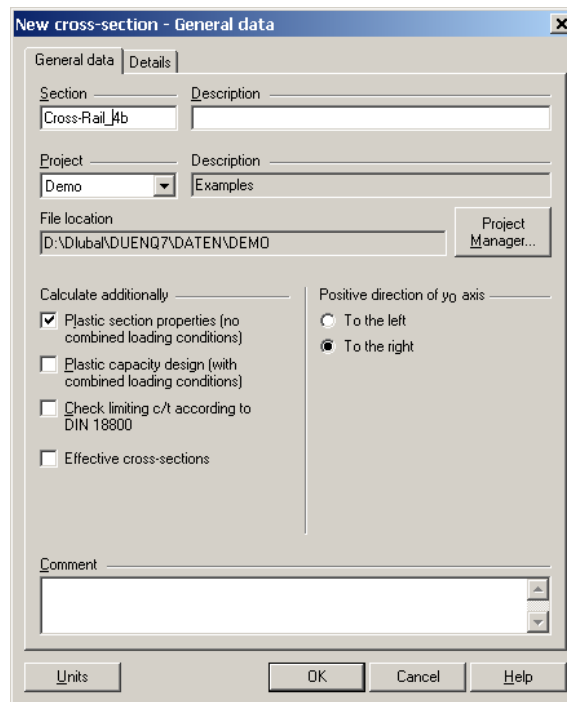 New cross-section - General data
General data Details
Section Description
Cross-Rail_4b
Project Description
Demo Examples
File location
D:\Dlubal\DUENQ7\DATEN\DEMO
Project
Manager...
Calculate additionally
Plastic section properties (no
combined loading conditions)
Plastic capacity design (with
combined loading conditions)
Check limiting c/t according to
DIN 18800
Effective cross-sections
Positive direction of y0 axis
To the left
To the right
Comment
Units OK Cancel Help